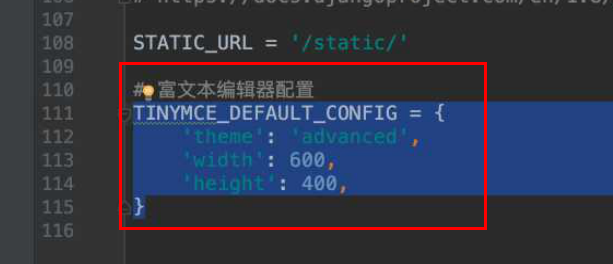 107
108 STATIC_URL = '/static/'
109
110 # 富文本编辑器配置
111 TINYMCE_DEFAULT_CONFIG = {
112 'theme': 'advanced',
113 'width': 600,
114 'height': 400,
115 }
116